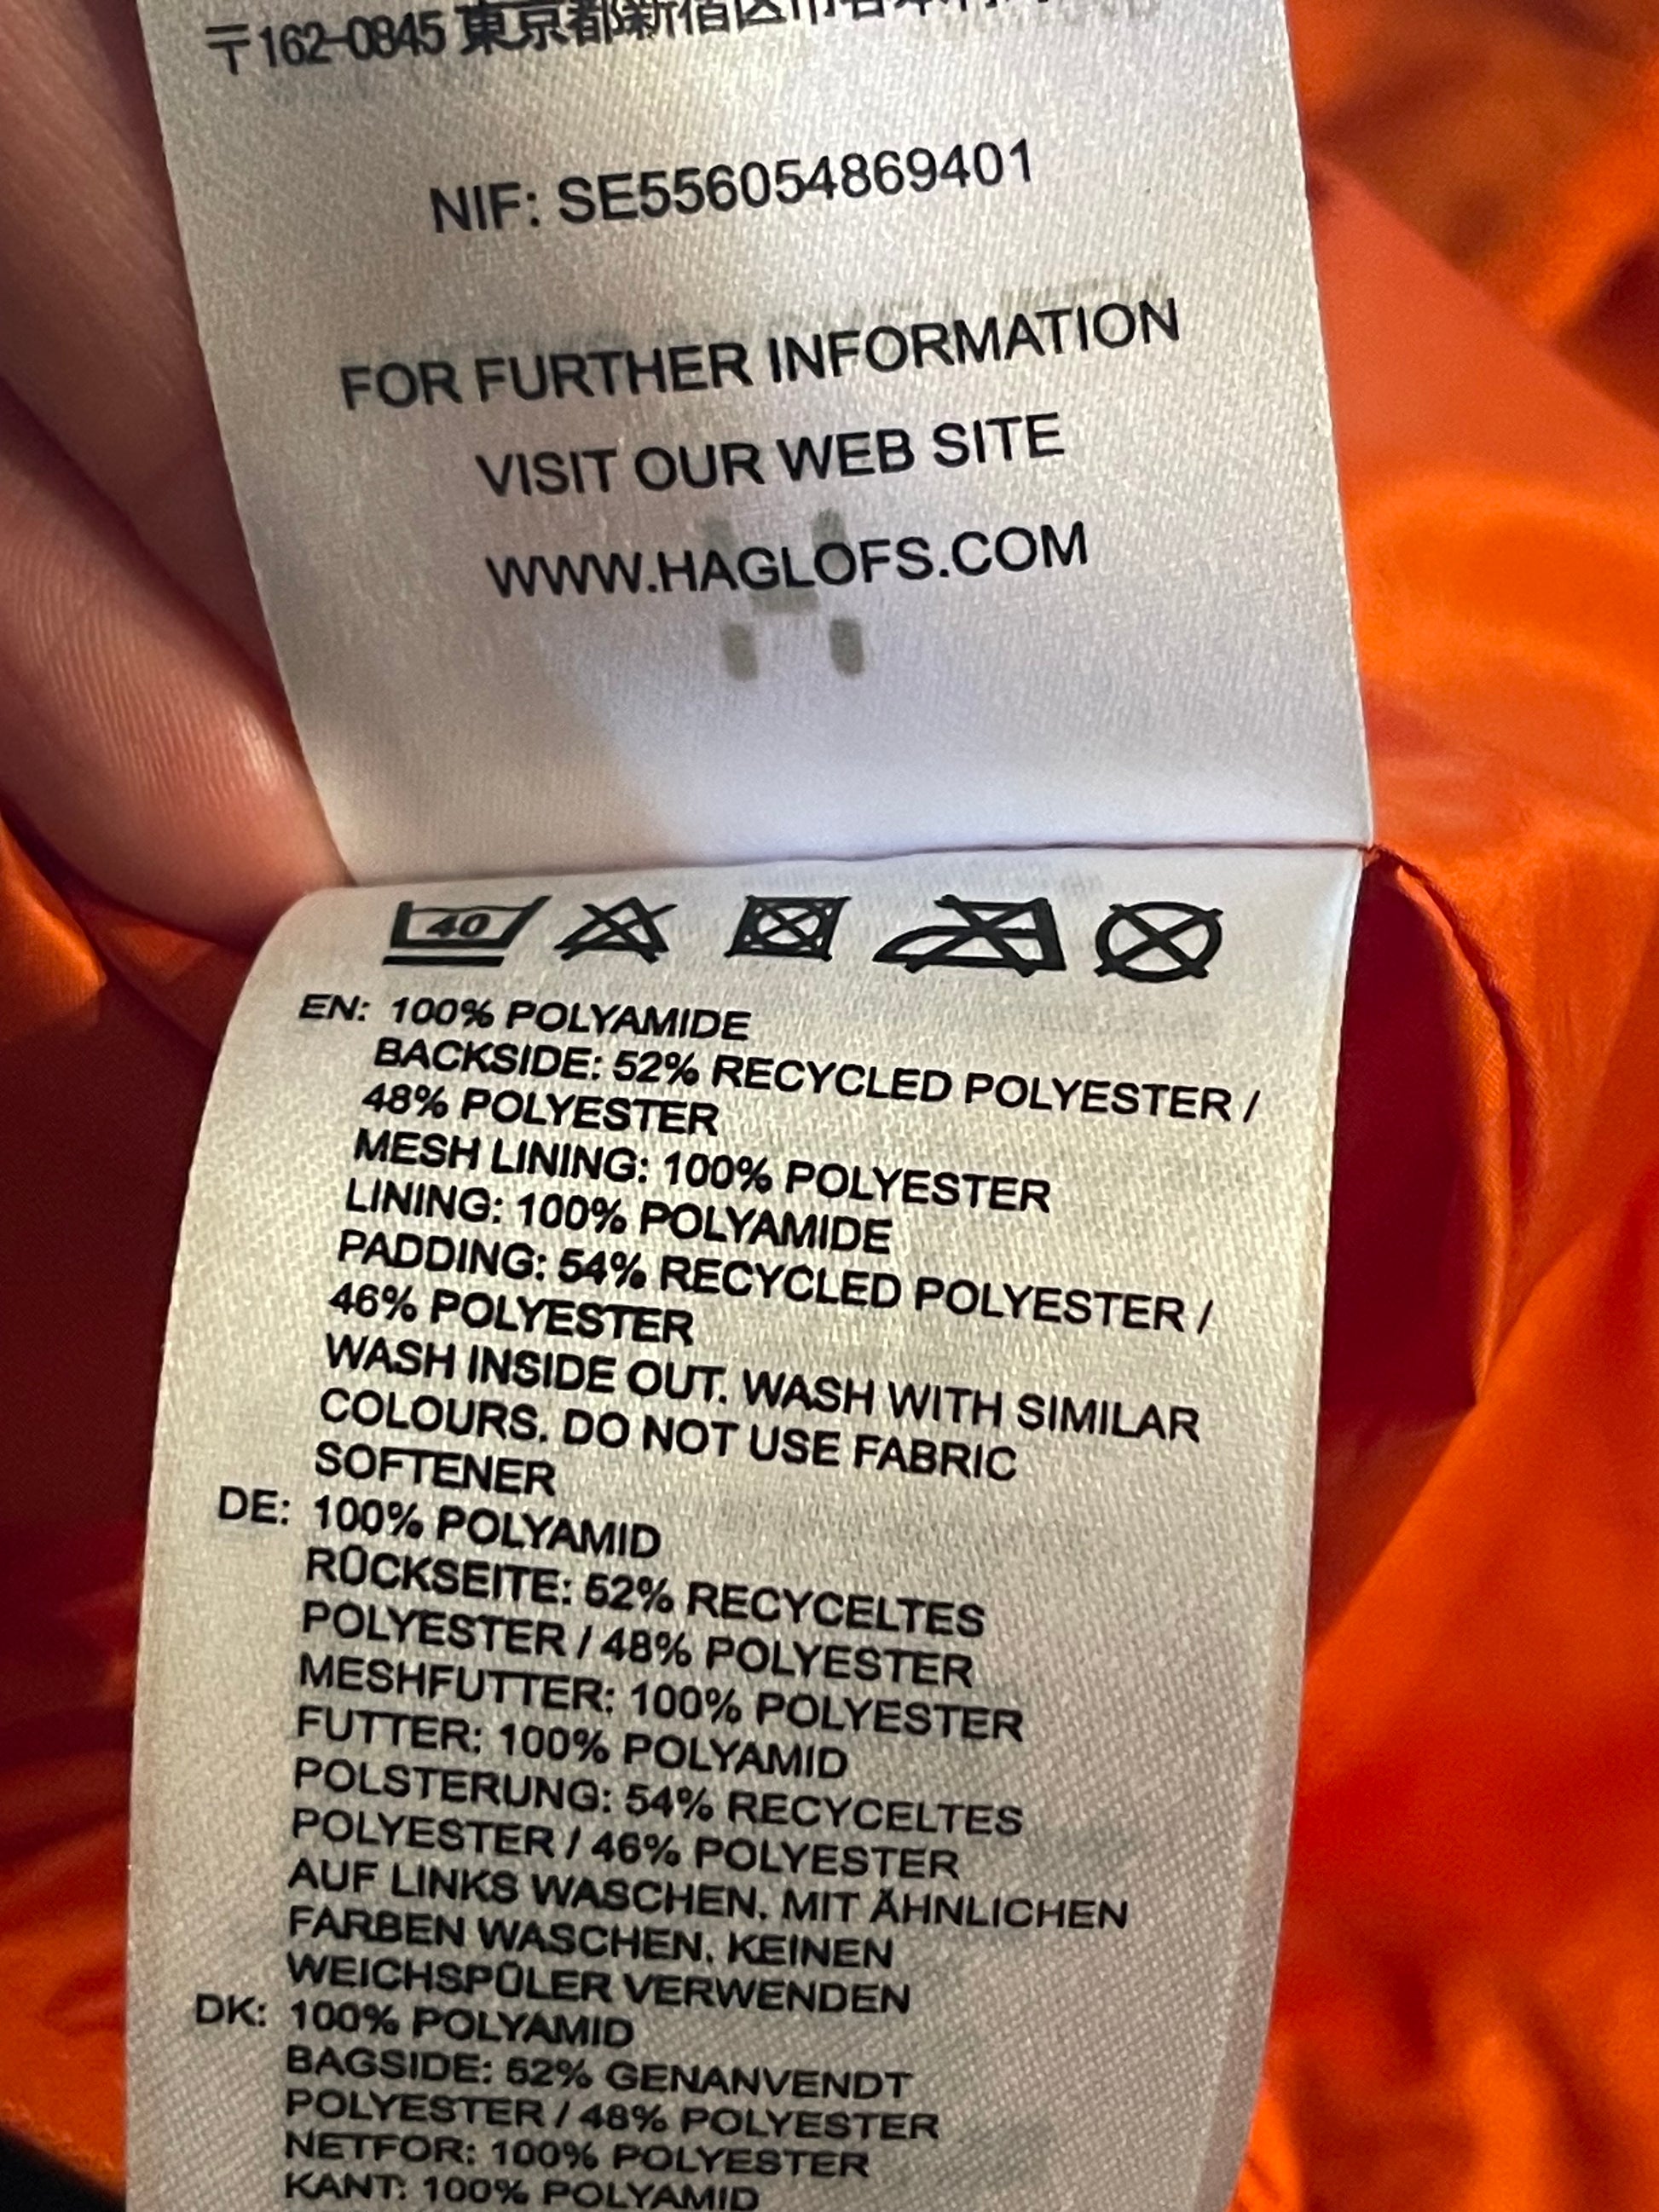 〒162-0845 東京都新宿区市谷本村町
NIF: SE556054869401
FOR FURTHER INFORMATION
VISIT OUR WEB SITE
WWW.HAGLOFS.COM
40
EN: 100% POLYAMIDE
BACKSIDE: 52% RECYCLED POLYESTER /
48% POLYESTER
MESH LINING: 100% POLYESTER
LINING: 100% POLYAMIDE
PADDING: 54% RECYCLED POLYESTER /
46% POLYESTER
WASH INSIDE OUT. WASH WITH SIMILAR
COLOURS. DO NOT USE FABRIC
SOFTENER
DE: 100% POLYAMID
RÜCKSEITE: 52% RECYCELTES
POLYESTER / 48% POLYESTER
MESHFUTTER: 100% POLYESTER
FUTTER: 100% POLYAMID
POLSTERUNG: 54% RECYCELTES
POLYESTER / 46% POLYESTER
AUF LINKS WASCHEN. MIT ÄHNLICHEN
FARBEN WASCHEN. KEINEN
WEICHSPÜLER VERWENDEN
DK: 100% POLYAMID
BAGSIDE: 52% GENANVENDT
POLYESTER / 48% POLYESTER
NETFOR: 100% POLYESTER
KANT: 100% POLYAMID